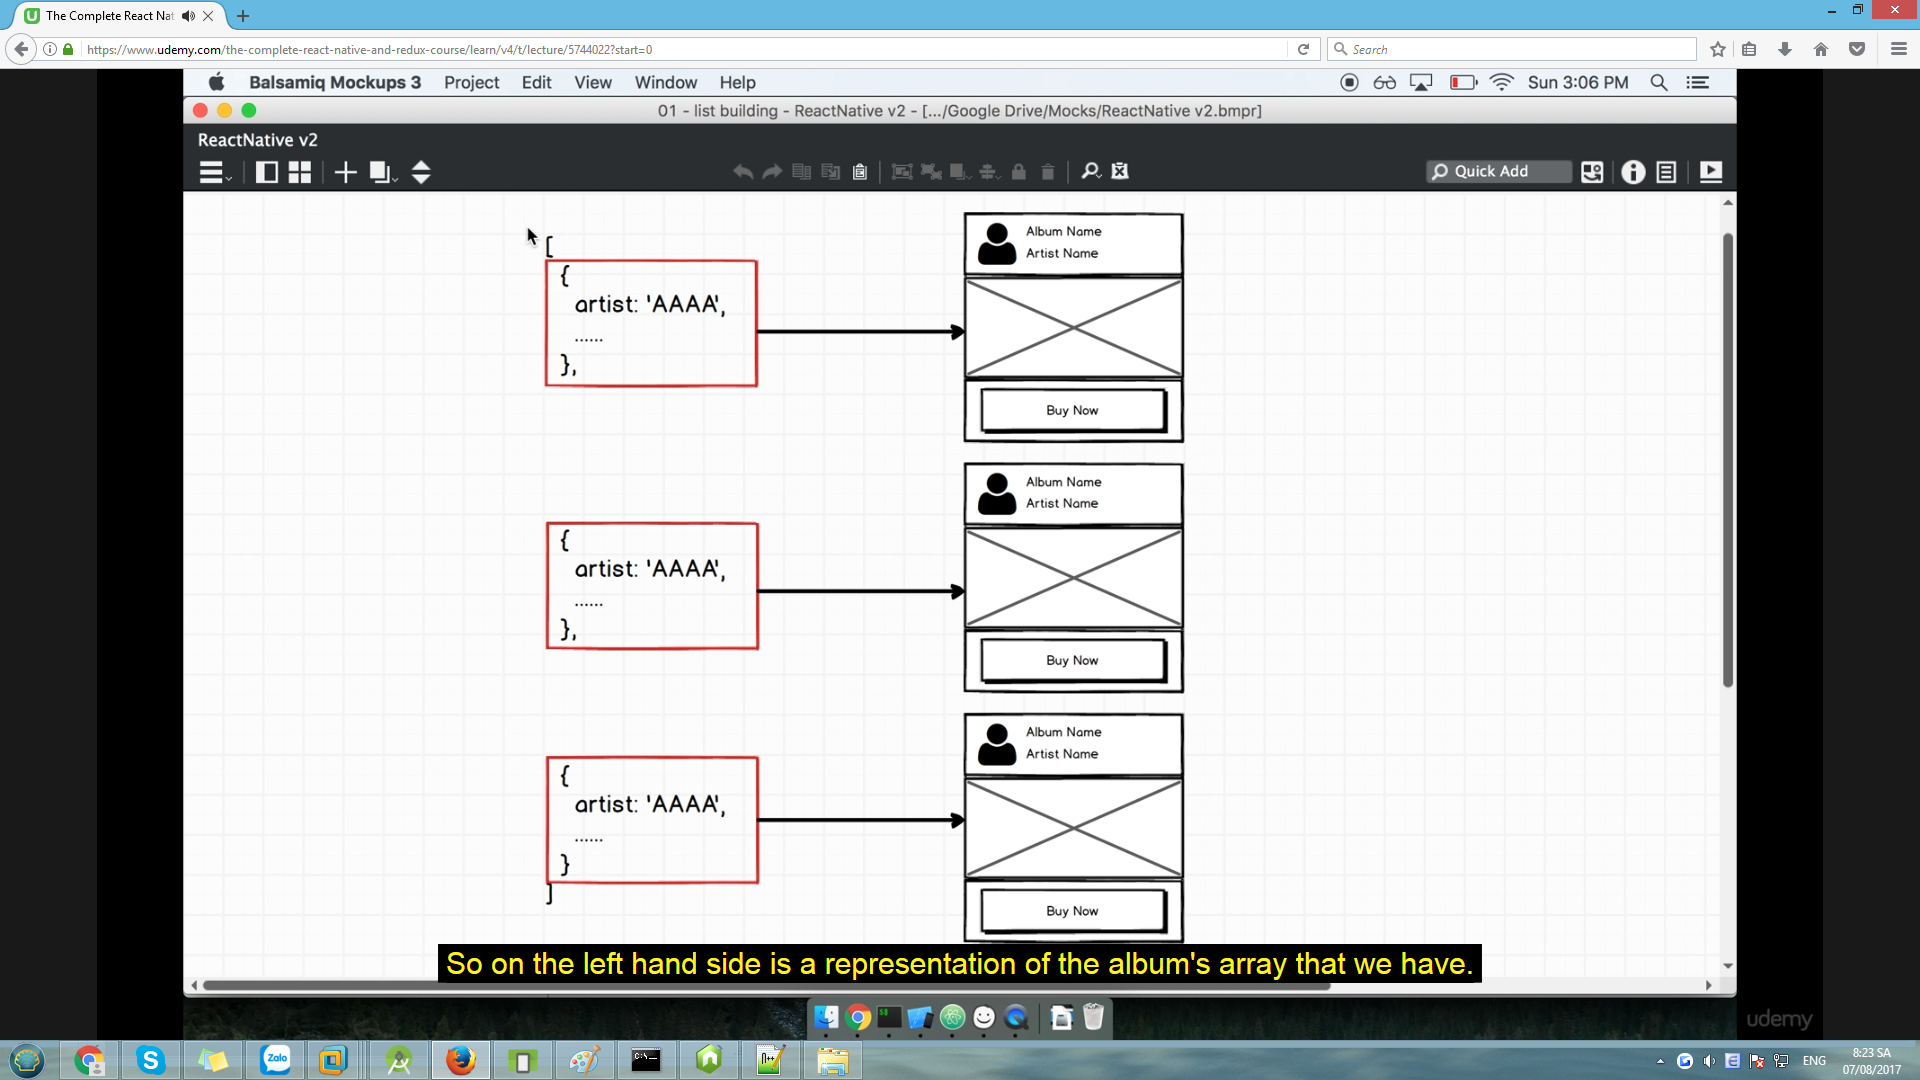 The Complete React Nat
https://www.udemy.com/the-complete-react-native-and-redux-course/learn/v4/t/lecture/5744022?start=0
Search
Balsamiq Mockups 3 Project Edit View Window Help
Sun 3:06 PM
01 - list building - ReactNative v2 - [.../Google Drive/Mocks/ReactNative v2.bmpr]
ReactNative v2
Quick Add
[
{
artist: 'AAAA',
......
},
Album Name
Artist Name
Buy Now
{
artist: 'AAAA',
......
},
Album Name
Artist Name
Buy Now
{
artist: 'AAAA',
......
}
]
Album Name
Artist Name
Buy Now
So on the left hand side is a representation of the album's array that we have.
udemy
Zalo
ENG
8:23 SA
07/08/2017